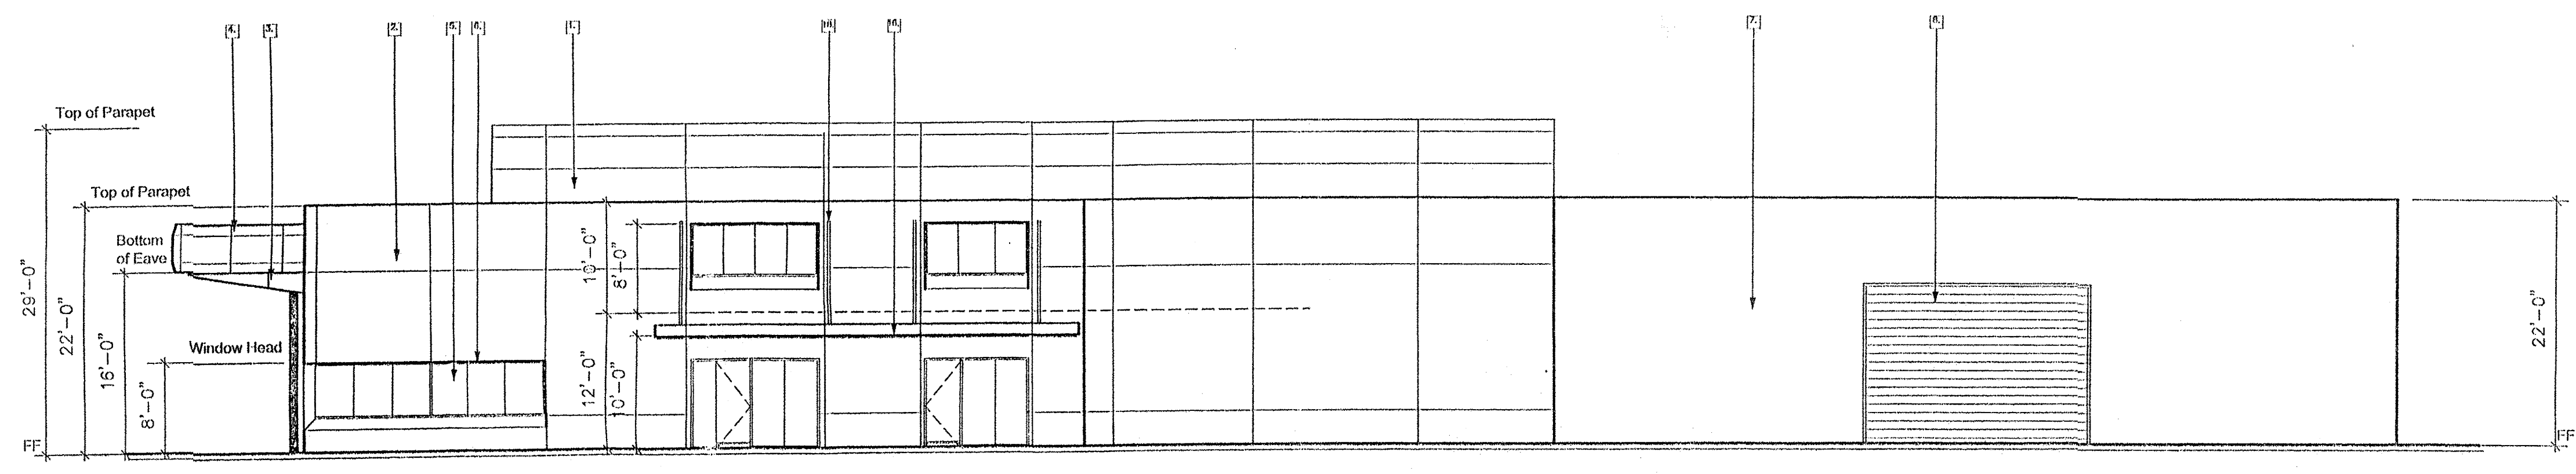 [4.]
[3.]
[2.]
[5.]
[6.]
[1.]
[10.]
[7.]
Top of Parapet
Top of Parapet
Bottom
of Eave
Window Head
29'-0"
22'-0"
16'-0"
8'-0"
10'-0"
8'-0"
12'-0"
10'-0"
22'-0"
FF
FF